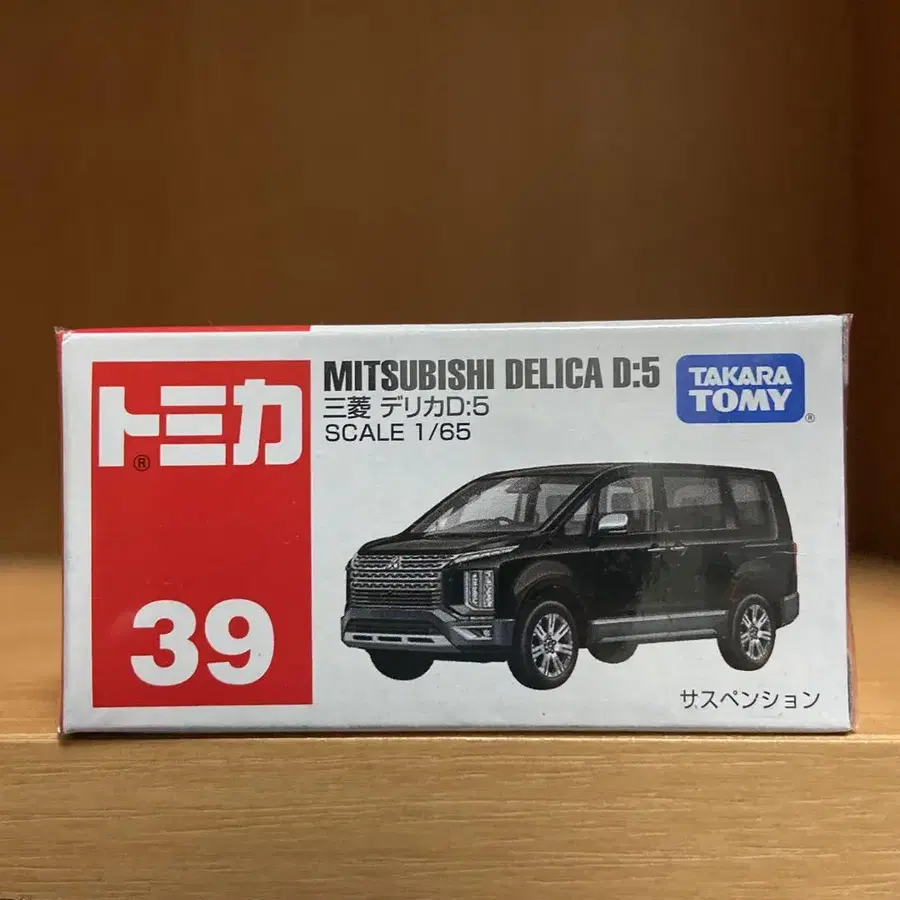 トミカ®
39
MITSUBISHI DELICA D:5
三菱 デリカD:5
SCALE 1/65
TAKARA
TOMY®
サスペンション